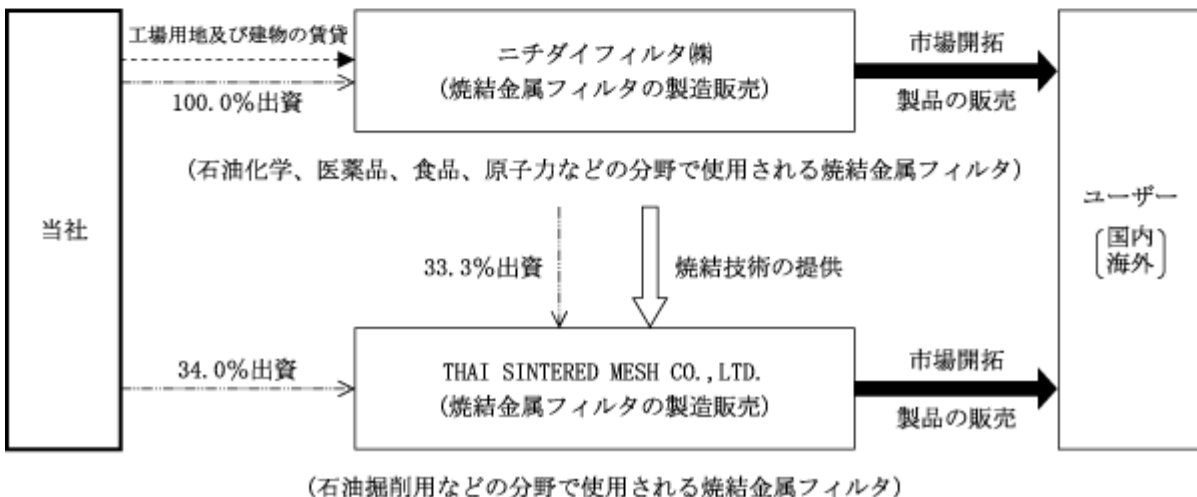 工場用地及び建物の賃貸
100.0%出資
ニチダイフィルタ㈱
(焼結金属フィルタの製造販売)
市場開拓
製品の販売
(石油化学、医薬品、食品、原子力などの分野で使用される焼結金属フィルタ)
当社
ユーザー
国内
海外
33.3%出資
焼結技術の提供
34.0%出資
THAI SINTERED MESH CO.,LTD.
(焼結金属フィルタの製造販売)
市場開拓
製品の販売
(石油掘削用などの分野で使用される焼結金属フィルタ)